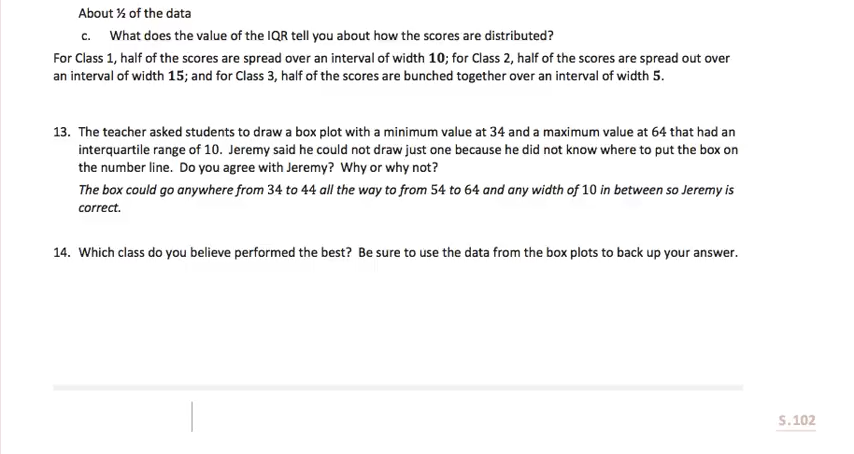 About ½ of the data
c. What does the value of the IQR tell you about how the scores are distributed?
For Class 1, half of the scores are spread over an interval of width 10; for Class 2, half of the scores are spread out over
an interval of width 15; and for Class 3, half of the scores are bunched together over an interval of width 5.
13. The teacher asked students to draw a box plot with a minimum value at 34 and a maximum value at 64 that had an
interquartile range of 10. Jeremy said he could not draw just one because he did not know where to put the box on
the number line. Do you agree with Jeremy? Why or why not?
The box could go anywhere from 34 to 44 all the way to from 54 to 64 and any width of 10 in between so Jeremy is
correct.
14. Which class do you believe performed the best? Be sure to use the data from the box plots to back up your answer.
S.102